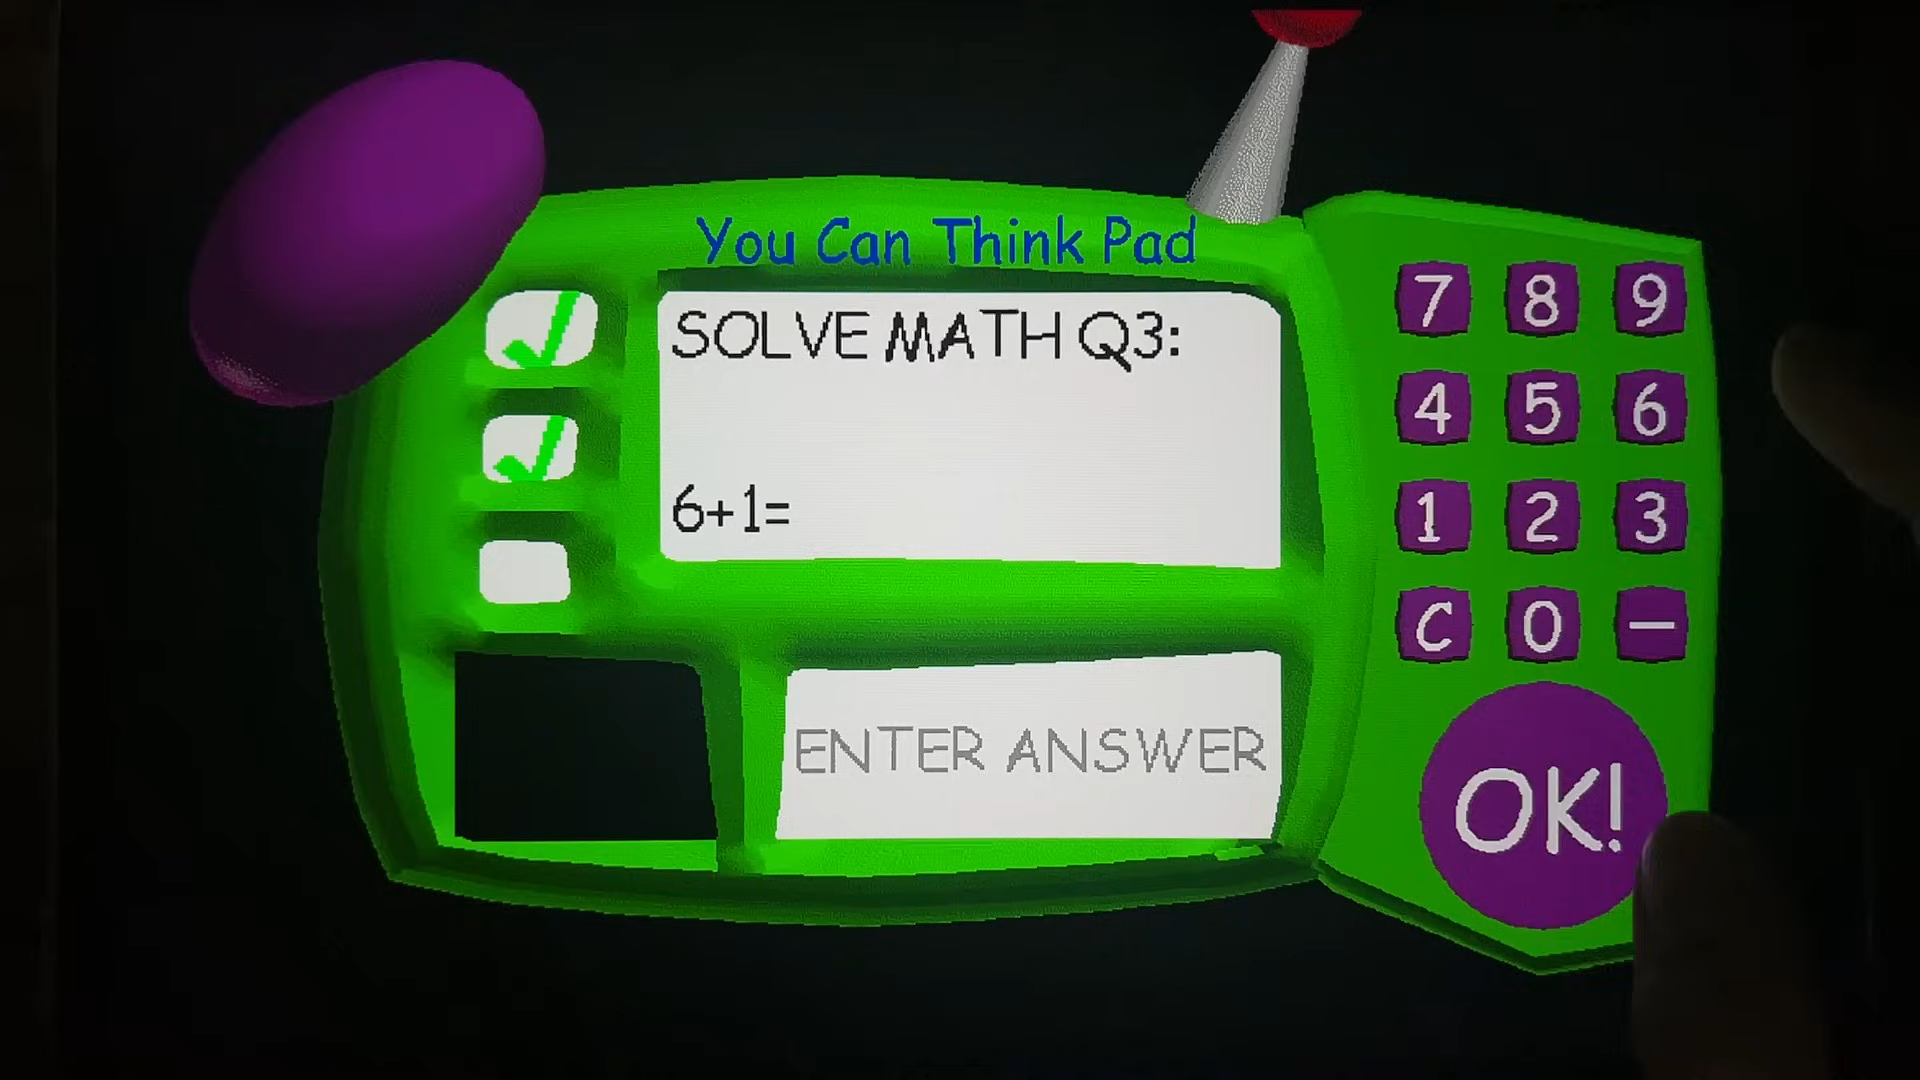 You Can Think Pad
SOLVE MATH Q3:
6+1=
ENTER ANSWER
7 8 9
4 5 6
1 2 3
C 0 —
OK!